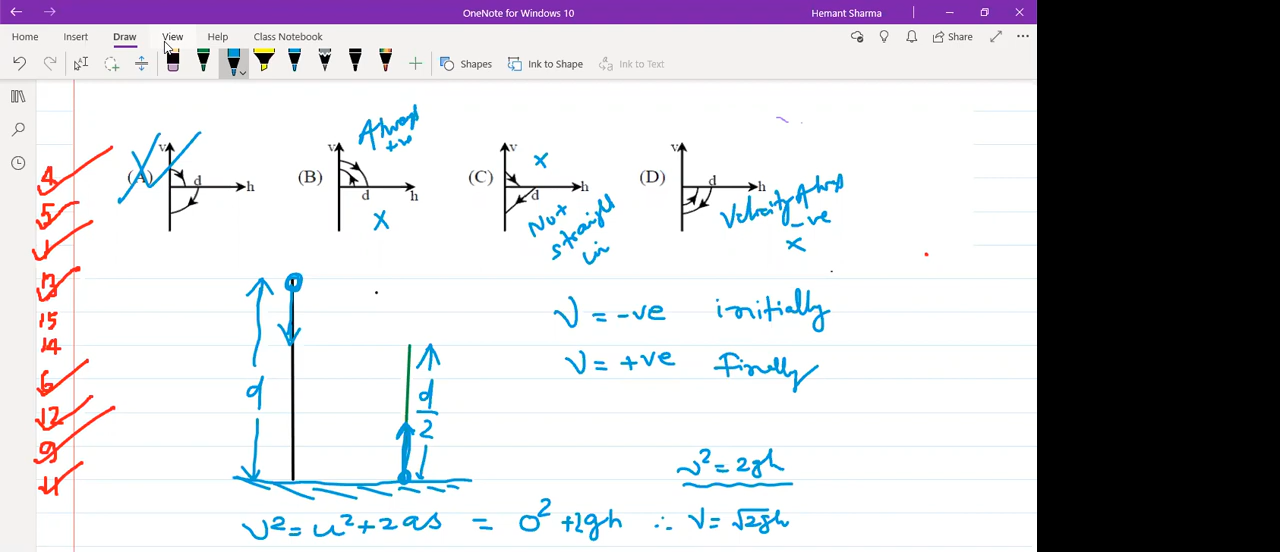 OneNote for Windows 10
Hemant Sharma
Home Insert Draw View Help Class Notebook
Share
Shapes Ink to Shape Ink to Text
Always
+ve
(A) v d h
(B) v d h
X
(C) v d h
x
Not
straight
(D) v d h
Velocity Always
-ve
x
4
5
1
13
15
14
6
12
9
d
d/2
V = -ve initially
V = +ve Finally
v² = 2gh
V² = u² + 2as = 0² + 2gh ∴ V = √2gh